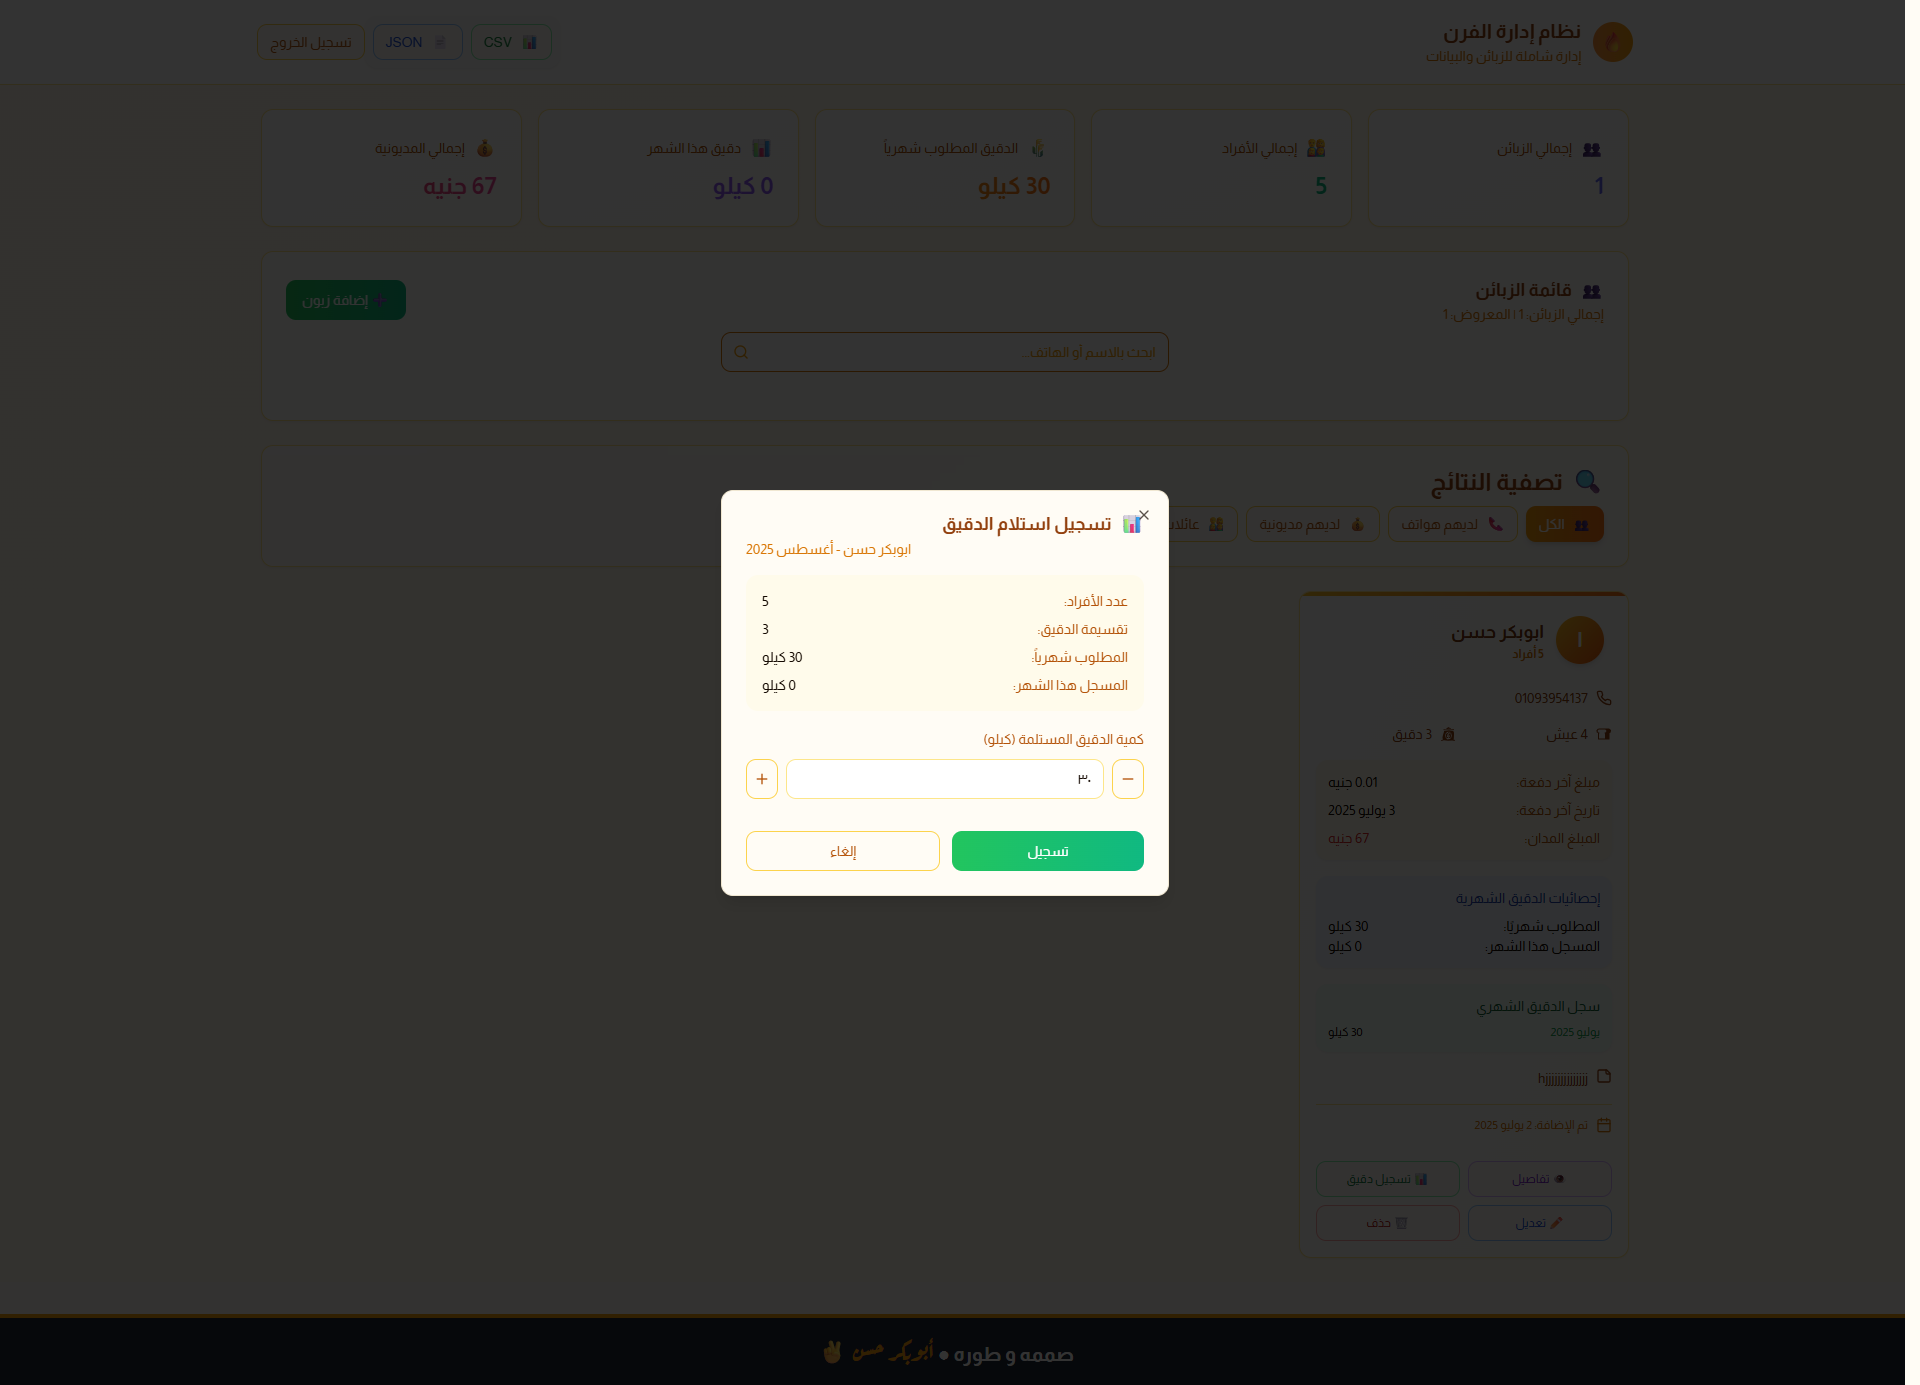 نظام إدارة الفرن
إدارة شاملة للزبائن والبيانات
CSV
JSON
تسجيل الخروج
إجمالي الزبائن
1
إجمالي الأفراد
5
الدقيق المطلوب شهرياً
30 كيلو
دقيق هذا الشهر
0 كيلو
إجمالي المديونية
67 جنيه
قائمة الزبائن
إجمالي الزبائن: 1 | المعروض: 1
إضافة زبون
ابحث بالاسم أو الهاتف...
تصفية النتائج
الكل
لديهم هواتف
لديهم مديونية
تسجيل استلام الدقيق
ابوبكر حسن - أغسطس 2025
عدد الأفراد: 5
تقسيمة الدقيق: 3
المطلوب شهرياً: 30 كيلو
المسجل هذا الشهر: 0 كيلو
كمية الدقيق المستلمة (كيلو)
٣٠
تسجيل
إلغاء
ا
ابوبكر حسن
5 أفراد
01093954137
4 عيش
3 دقيق
مبلغ آخر دفعة: 0.01 جنيه
تاريخ آخر دفعة: 3 يوليو 2025
المبلغ المدان: 67 جنيه
إحصائيات الدقيق الشهرية
المطلوب شهريًا: 30 كيلو
المسجل هذا الشهر: 0 كيلو
سجل الدقيق الشهري
يوليو 2025 30 كيلو
تم الإضافة: 2 يوليو 2025
تفاصيل
تسجيل دقيق
تعديل
حذف
صممه و طوره • أبوبكر حسن